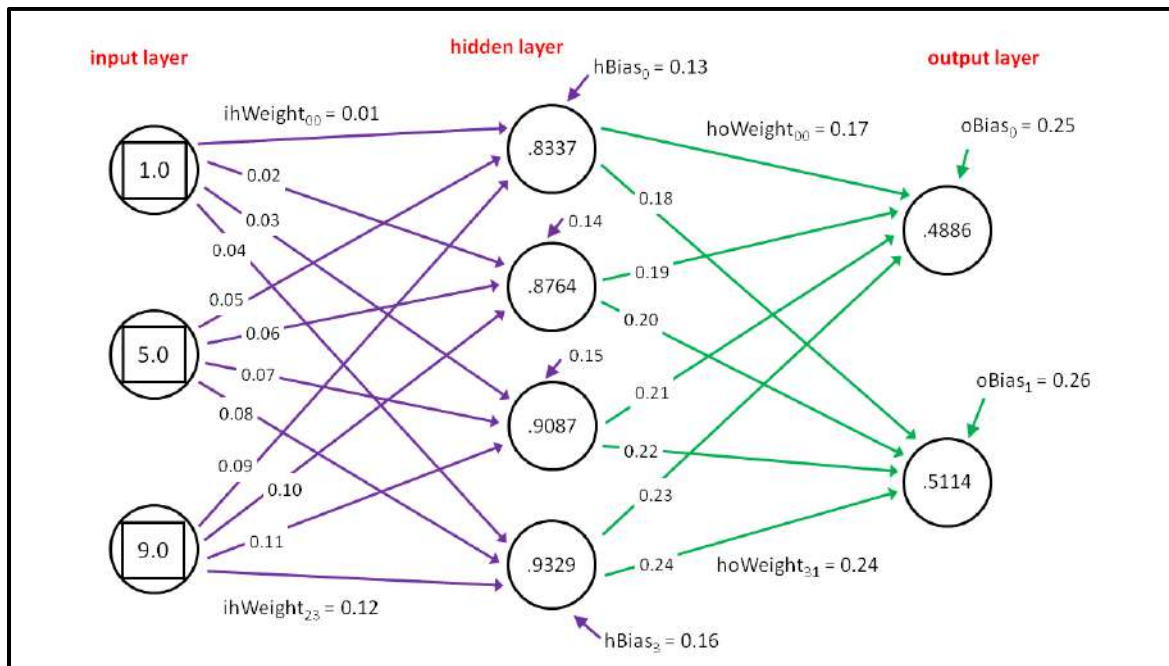 input layer
hidden layer
output layer
hBias₀ = 0.13
ihWeight₀₀ = 0.01
hoWeight₀₀ = 0.17
oBias₀ = 0.25
1.0
.8337
0.02
0.18
0.03
0.14
.4886
0.04
0.19
.8764
0.05
0.20
0.06
5.0
0.15
0.07
oBias₁ = 0.26
0.21
0.08
.9087
0.22
0.09
.5114
0.10
0.23
0.11
9.0
.9329
0.24
hoWeight₃₁ = 0.24
ihWeight₂₃ = 0.12
hBias₃ = 0.16